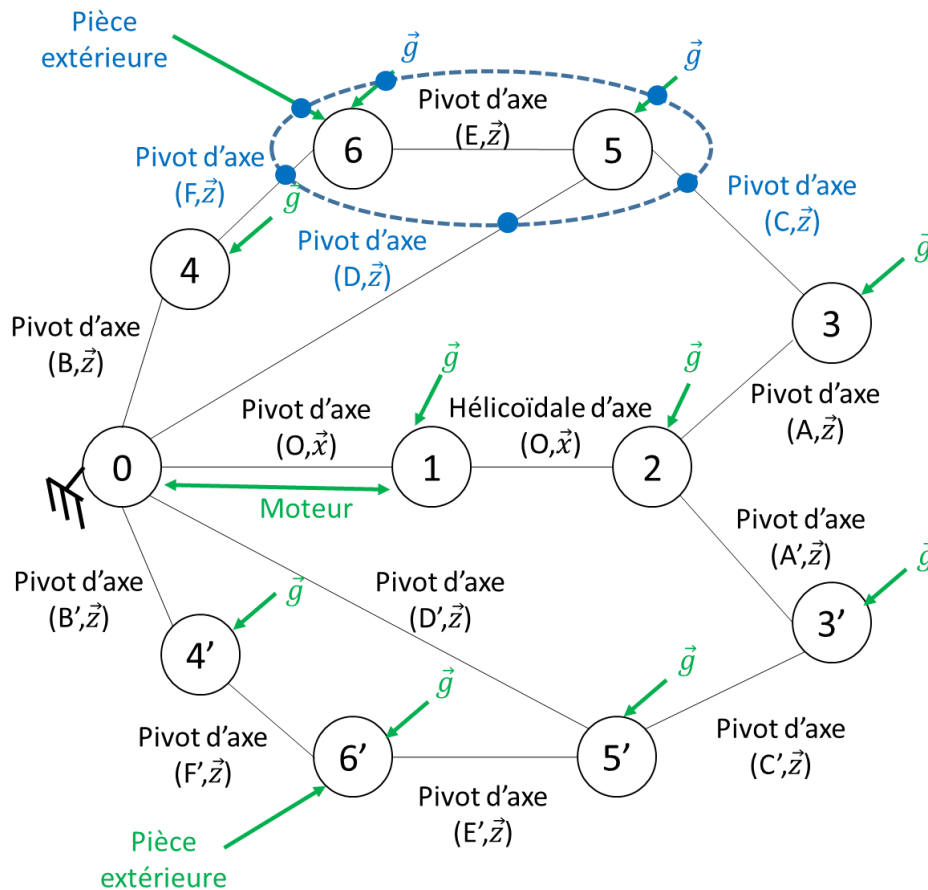 Pièce
extérieure
g⃗
g⃗
Pivot d'axe
(E,z⃗)
6
5
Pivot d'axe
(F,z⃗)
g⃗
Pivot d'axe
(C,z⃗)
Pivot d'axe
(D,z⃗)
4
g⃗
3
Pivot d'axe
(B,z⃗)
g⃗
g⃗
Pivot d'axe
(O,x⃗)
Hélicoïdale d'axe
(O,x⃗)
Pivot d'axe
(A,z⃗)
0
1
2
Moteur
Pivot d'axe
(A',z⃗)
g⃗
Pivot d'axe
(B',z⃗)
g⃗
Pivot d'axe
(D',z⃗)
3'
4'
g⃗
g⃗
Pivot d'axe
(F',z⃗)
6'
5'
Pivot d'axe
(C',z⃗)
Pivot d'axe
(E',z⃗)
Pièce
extérieure